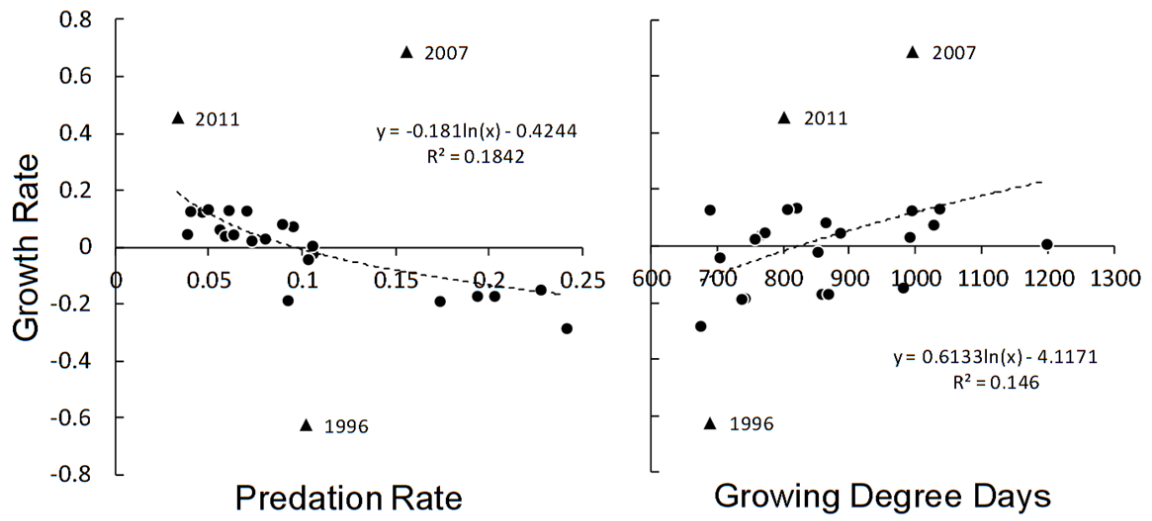 0.8
0.6
0.4
0.2
0
-0.2
-0.4
-0.6
-0.8
Growth Rate
2007
2011
y = -0.181ln(x) - 0.4244
R² = 0.1842
0 0.05 0.1 0.15 0.2 0.25
1996
Predation Rate
2007
2011
600 700 800 900 1000 1100 1200 1300
y = 0.6133ln(x) - 4.1171
R² = 0.146
1996
Growing Degree Days